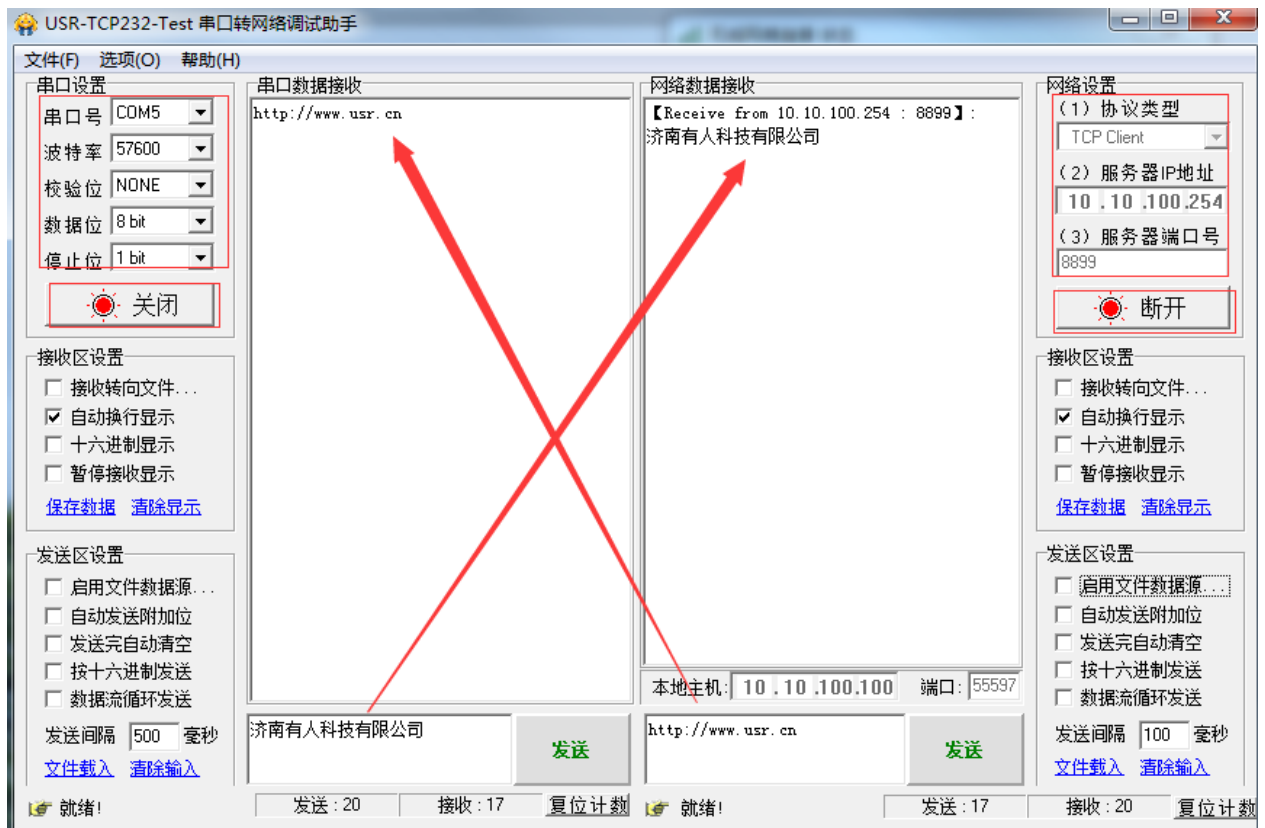 USR-TCP232-Test 串口转网络调试助手
文件(F) 选项(O) 帮助(H)
串口设置
串口号 COM5
波特率 57600
校验位 NONE
数据位 8 bit
停止位 1 bit
关闭
接收区设置
接收转向文件...
自动换行显示
十六进制显示
暂停接收显示
保存数据 清除显示
发送区设置
启用文件数据源...
自动发送附加位
发送完自动清空
按十六进制发送
数据流循环发送
发送间隔 500 毫秒
文件载入 清除输入
就绪!
串口数据接收
http://www.usr.cn
济南有人科技有限公司
发送
发送:20 接收:17 复位计数
网络数据接收
【Receive from 10.10.100.254 : 8899】:
济南有人科技有限公司
本地主机: 10 .10 .100.100 端口: 55597
http://www.usr.cn
发送
就绪!
发送:17 接收:20 复位计数
网络设置
(1) 协议类型
TCP Client
(2) 服务器IP地址
10 .10 .100.254
(3) 服务器端口号
8899
断开
接收区设置
接收转向文件...
自动换行显示
十六进制显示
暂停接收显示
保存数据 清除显示
发送区设置
启用文件数据源...
自动发送附加位
发送完自动清空
按十六进制发送
数据流循环发送
发送间隔 100 毫秒
文件载入 清除输入